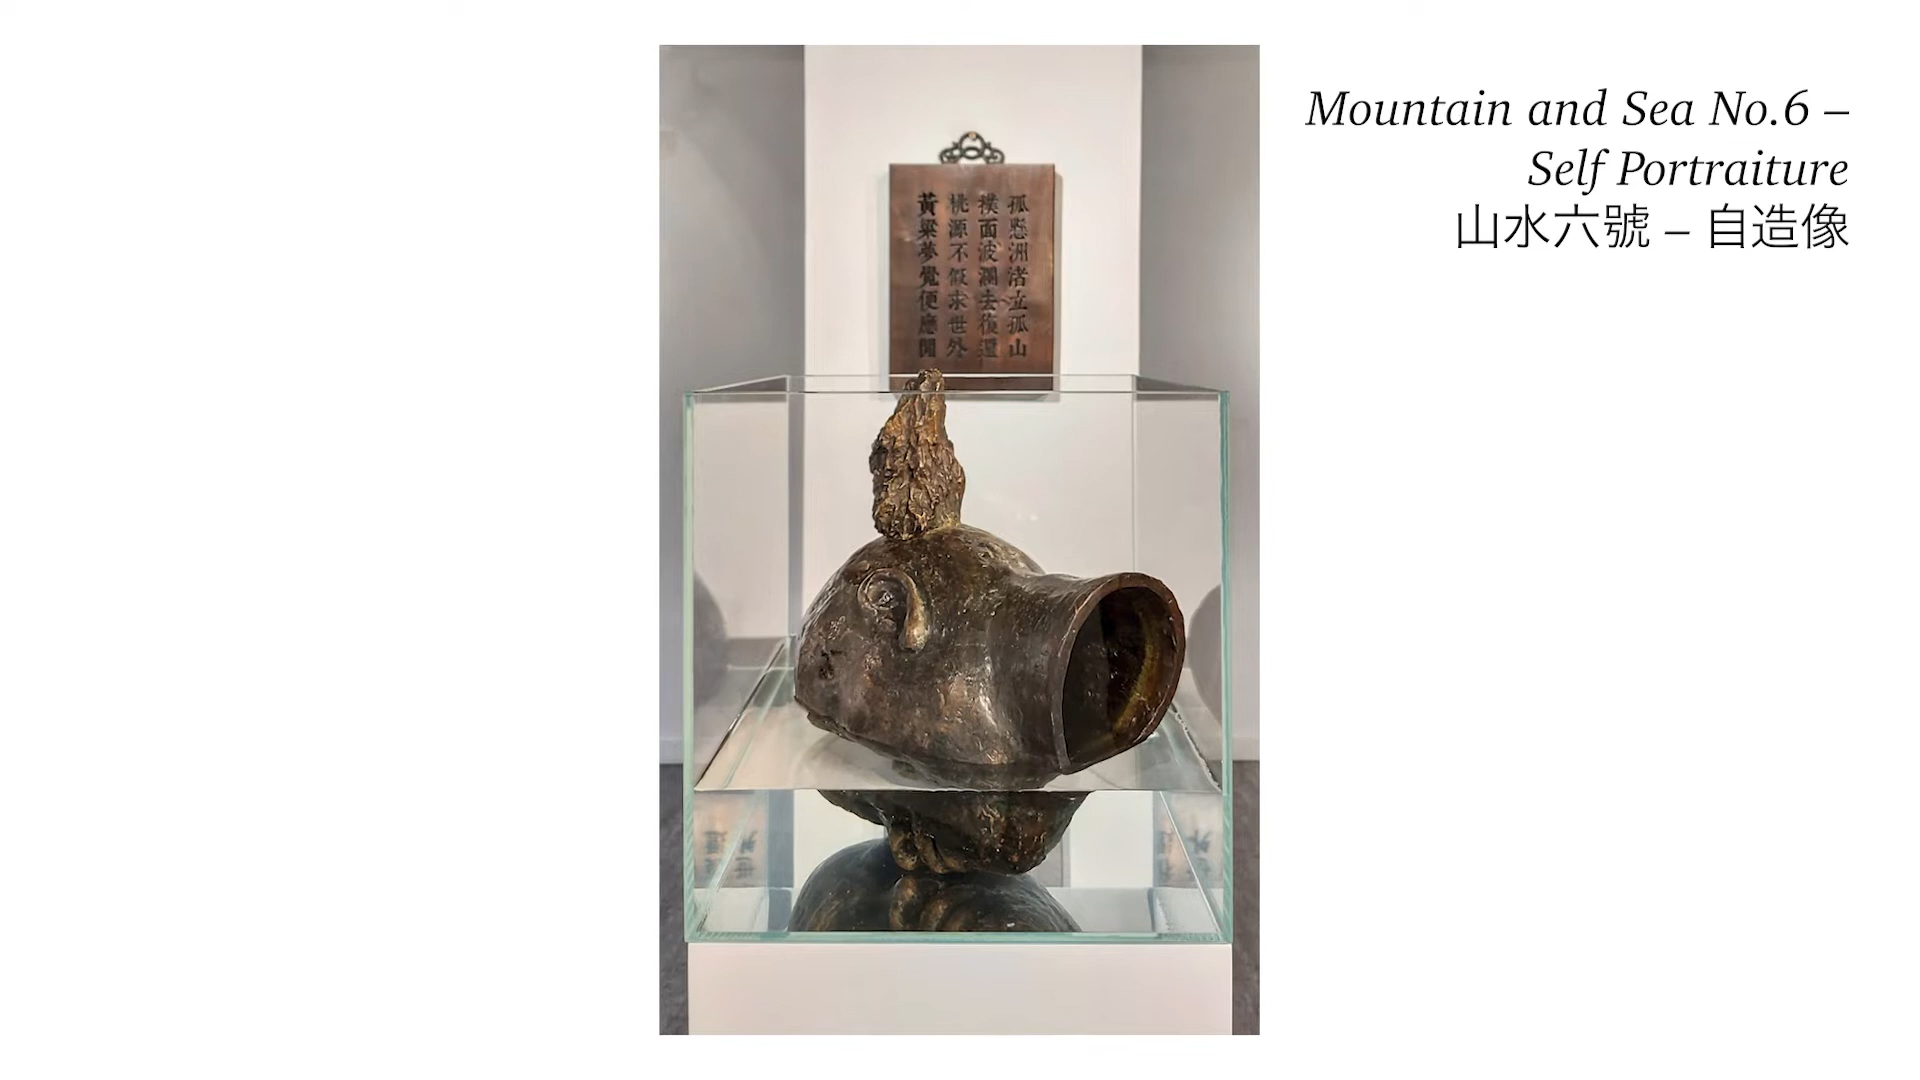 Mountain and Sea No.6 –
Self Portraiture
山水六號 – 自造像
孤懸洲渚立孤山
撲面波瀾去復還
桃源不假求世外
黃粱夢覺便應閒